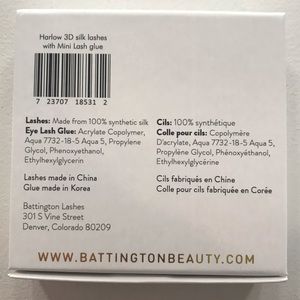 Harlow 3D silk lashes
with Mini Lash glue
7 23707 18531 2
Lashes: Made from 100% synthetic silk
Eye Lash Glue: Acrylate Copolymer,
Aqua 7732-18-5 Aqua 5, Propylene
Glycol, Phenoxyethanol,
Ethylhexylglycerin
Lashes made in China
Glue made in Korea
Battington Lashes
301 S Vine Street
Denver, Colorado 80209
Cils: 100% synthétique
Colle pour cils: Copolymère
D'acrylate, Aqua 7732-18-5 Aqua
5, Propylène Glycol, Phénoxyéthanol,
Ethylhexylglycérine
Cils fabriqués en Chine
Colle pour cils fabriquées en Corée
WWW.BATTINGTONBEAUTY.COM